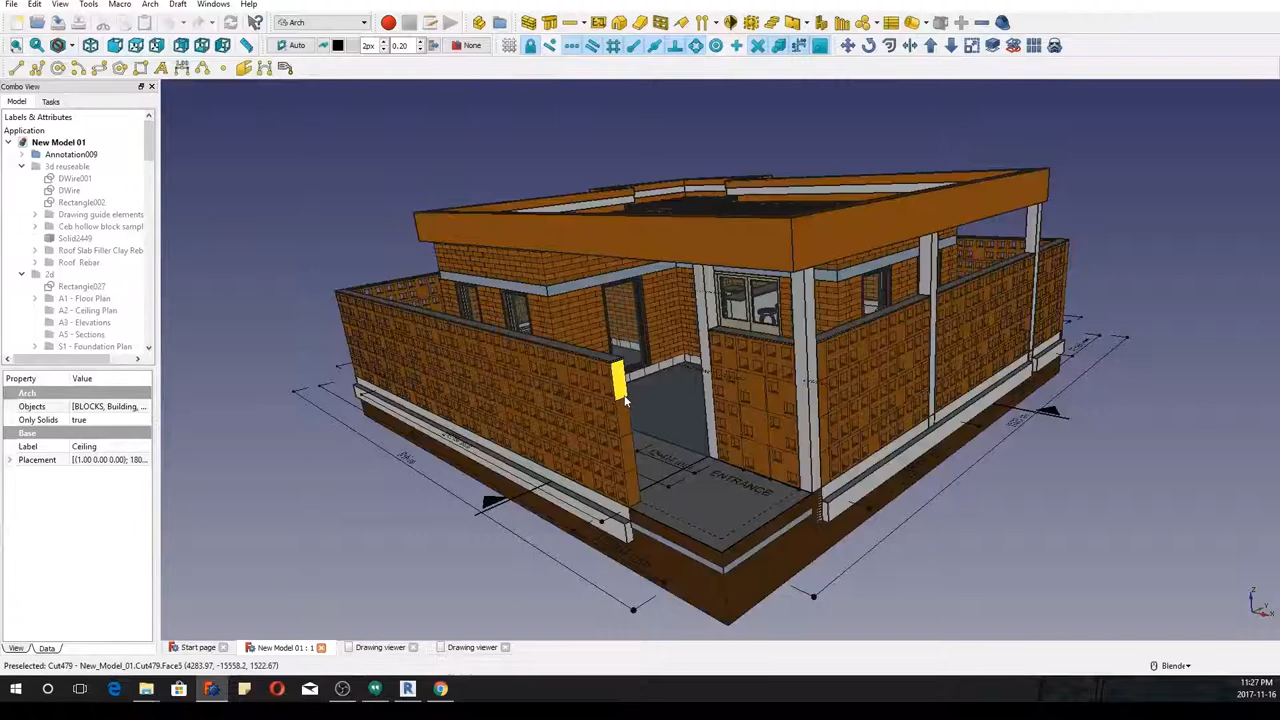 File Edit View Tools Macro Arch Draft Windows Help
Arch
Auto 2px 0.20 None
Combo View
Model Tasks
Labels & Attributes
Application
New Model 01
Annotation009
3d reuseable
DWire001
DWire
Rectangle002
Drawing guide elements
Ceb hollow block sampl
Solid2449
Roof Slab Filler Clay Reb
Roof Rebar
2d
Rectangle027
A1 - Floor Plan
A2 - Ceiling Plan
A3 - Elevations
A5 - Sections
S1 - Foundation Plan
Property Value
Arch
Objects [BLOCKS, Building, ...
Only Solids true
Base
Label Ceiling
Placement [(1.00 0.00 0.00); 180...
ENTRANCE
Z
Y
X
View Data
Start page New Model 01 : 1 Drawing viewer Drawing viewer
Preselected: Cut479 - New_Model_01.Cut479.Face5 (4283.97, -15558.2, 1522.67)
Blende
11:27 PM
2017-11-16